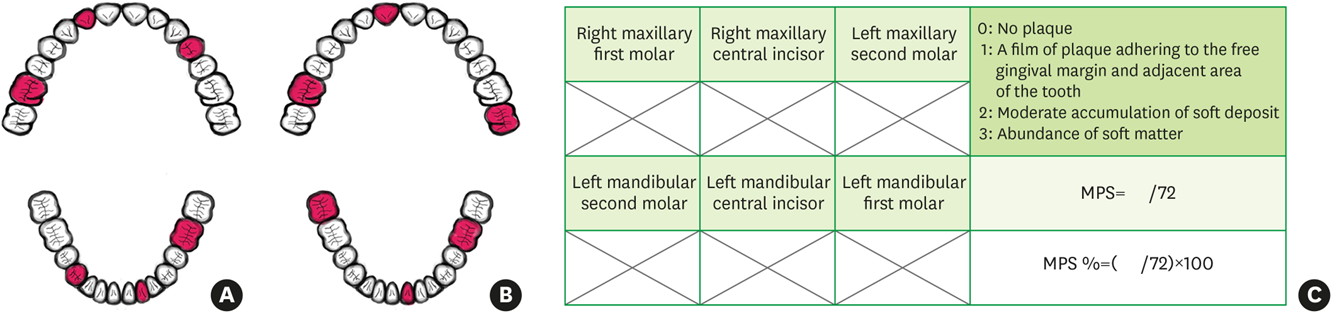 A
B
Right maxillary
first molar
Right maxillary
central incisor
Left maxillary
second molar
0: No plaque
1: A film of plaque adhering to the free
gingival margin and adjacent area
of the tooth
2: Moderate accumulation of soft deposit
3: Abundance of soft matter
Left mandibular
second molar
Left mandibular
central incisor
Left mandibular
first molar
MPS= /72
MPS %=( /72)×100
C